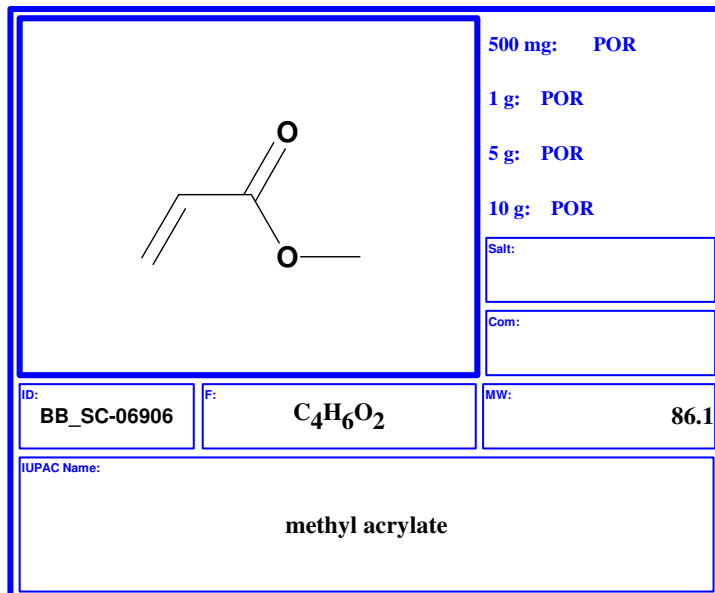 O
O
500 mg: POR
1 g: POR
5 g: POR
10 g: POR
Salt:
Com:
ID:
BB_SC-06906
F:
C4H6O2
MW:
86.1
IUPAC Name:
methyl acrylate